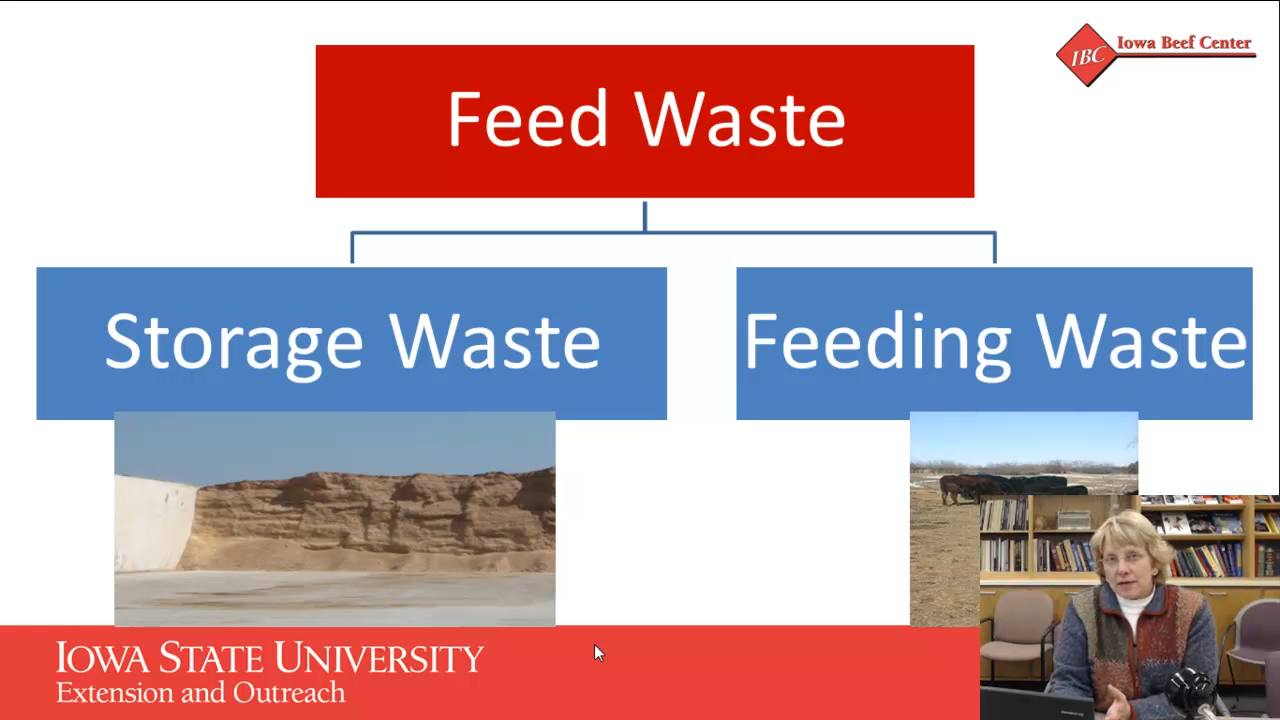 IBC
Iowa Beef Center
Feed Waste
Storage Waste
Feeding Waste
IOWA STATE UNIVERSITY
Extension and Outreach